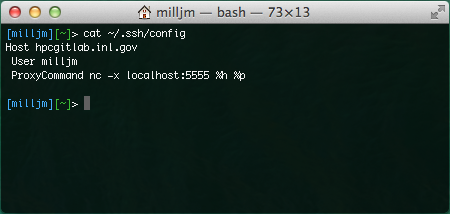 milljm — bash — 73×13
[milljm][~]> cat ~/.ssh/config
Host hpcgitlab.inl.gov
 User milljm
 ProxyCommand nc -x localhost:5555 %h %p

[milljm][~]>